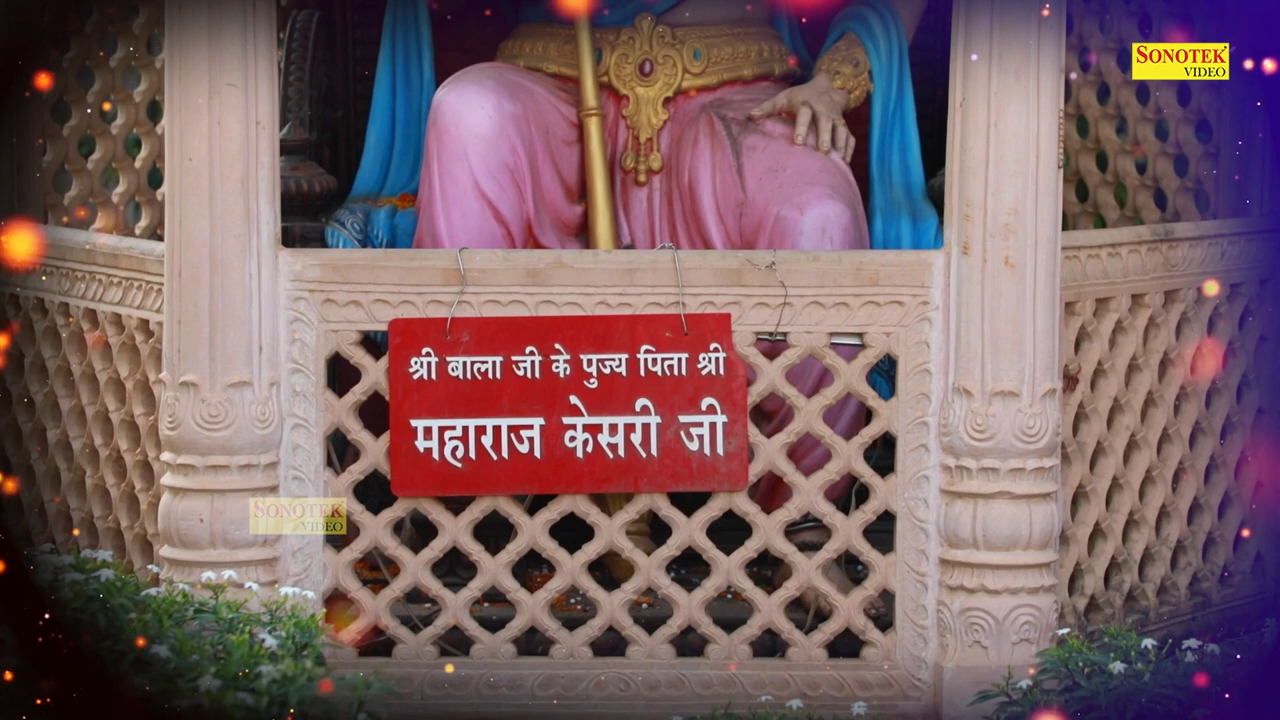 SONOTEK
VIDEO
श्री बाला जी के पुज्य पिता श्री
महाराज केसरी जी
SONOTEK
VIDEO